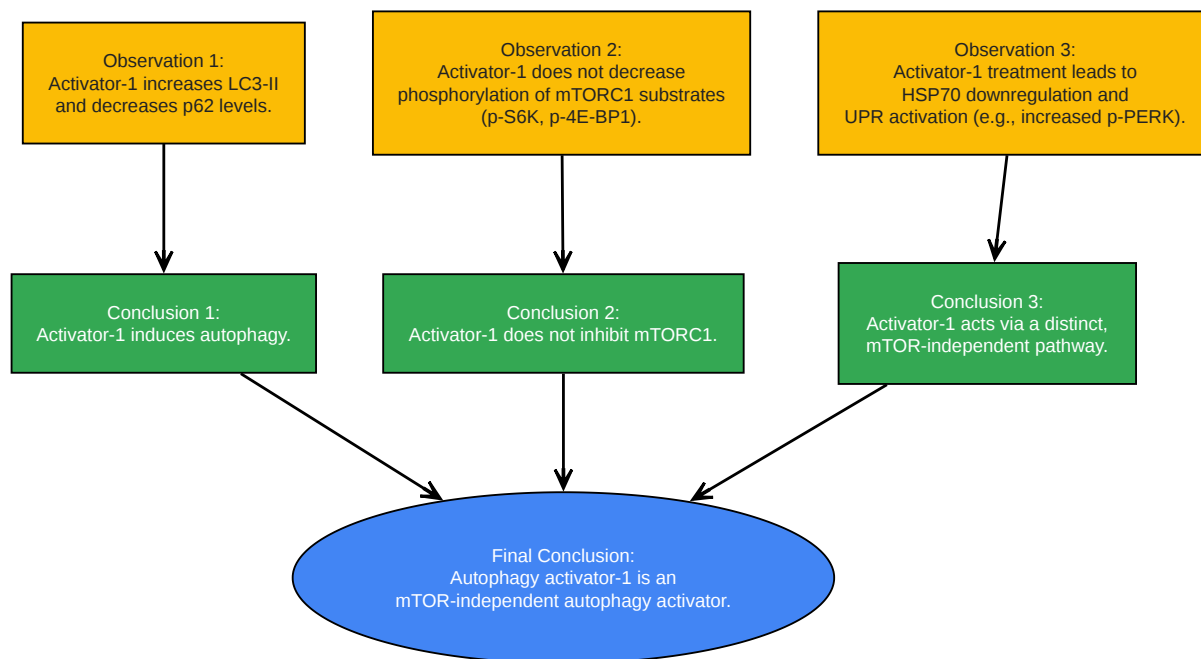 Observation 1:
Activator-1 increases LC3-II
and decreases p62 levels.
Observation 2:
Activator-1 does not decrease
phosphorylation of mTORC1 substrates
(p-S6K, p-4E-BP1).
Observation 3:
Activator-1 treatment leads to
HSP70 downregulation and
UPR activation (e.g., increased p-PERK).
Conclusion 1:
Activator-1 induces autophagy.
Conclusion 2:
Activator-1 does not inhibit mTORC1.
Conclusion 3:
Activator-1 acts via a distinct,
mTOR-independent pathway.
Final Conclusion:
Autophagy activator-1 is an
mTOR-independent autophagy activator.